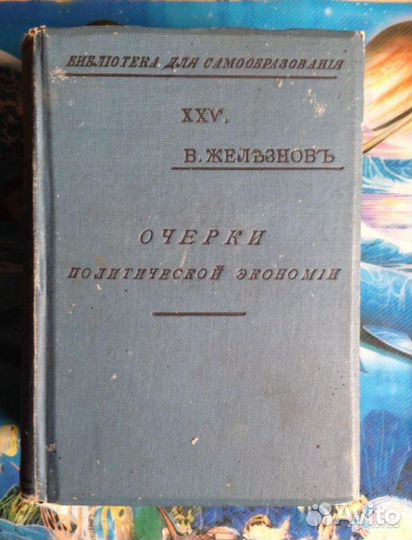 БИБЛІОТЕКА ДЛЯ САМООБРАЗОВАНІЯ
XXV.
В. ЖЕЛѢЗНОВЪ
ОЧЕРКИ
ПОЛИТИЧЕСКОЙ ЭКОНОМІИ
Avito